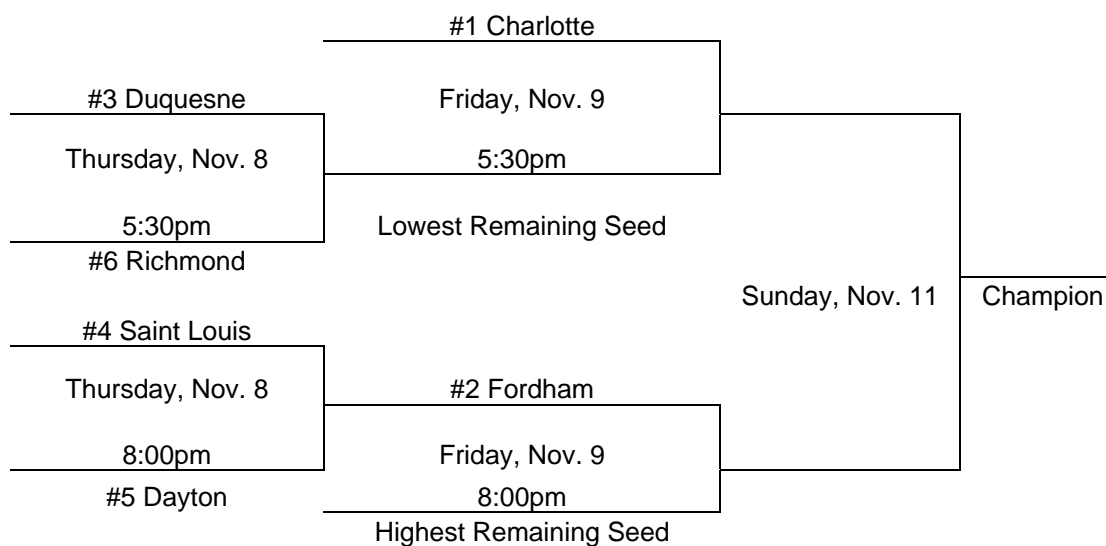 #1 Charlotte
#3 Duquesne
Friday, Nov. 9
Thursday, Nov. 8
5:30pm
5:30pm
Lowest Remaining Seed
#6 Richmond
Sunday, Nov. 11
Champion
#4 Saint Louis
Thursday, Nov. 8
#2 Fordham
8:00pm
Friday, Nov. 9
#5 Dayton
8:00pm
Highest Remaining Seed